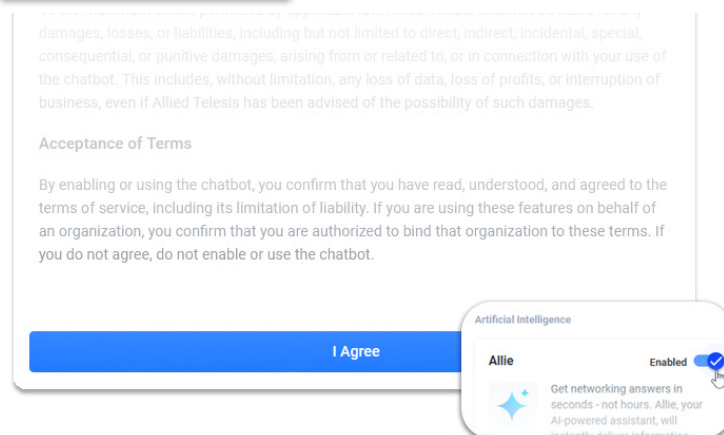 damages, losses, or liabilities, including but not limited to direct, indirect, incidental, special,
consequential, or punitive damages, arising from or related to, or in connection with your use of
the chatbot. This includes, without limitation, any loss of data, loss of profits, or interruption of
business, even if Allied Telesis has been advised of the possibility of such damages.
Acceptance of Terms
By enabling or using the chatbot, you confirm that you have read, understood, and agreed to the
terms of service, including its limitation of liability. If you are using these features on behalf of
an organization, you confirm that you are authorized to bind that organization to these terms. If
you do not agree, do not enable or use the chatbot.
I Agree
Artificial Intelligence
Allie
Enabled
Get networking answers in
seconds - not hours. Allie, your
AI-powered assistant, will
instantly deliver information